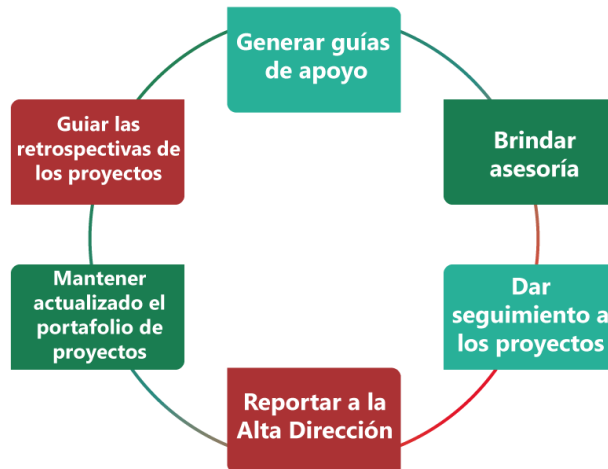 Generar guías
de apoyo
Brindar
asesoría
Dar
seguimiento a
los proyectos
Reportar a la
Alta Dirección
Mantener
actualizado el
portafolio de
proyectos
Guiar las
retrospectivas de
los proyectos